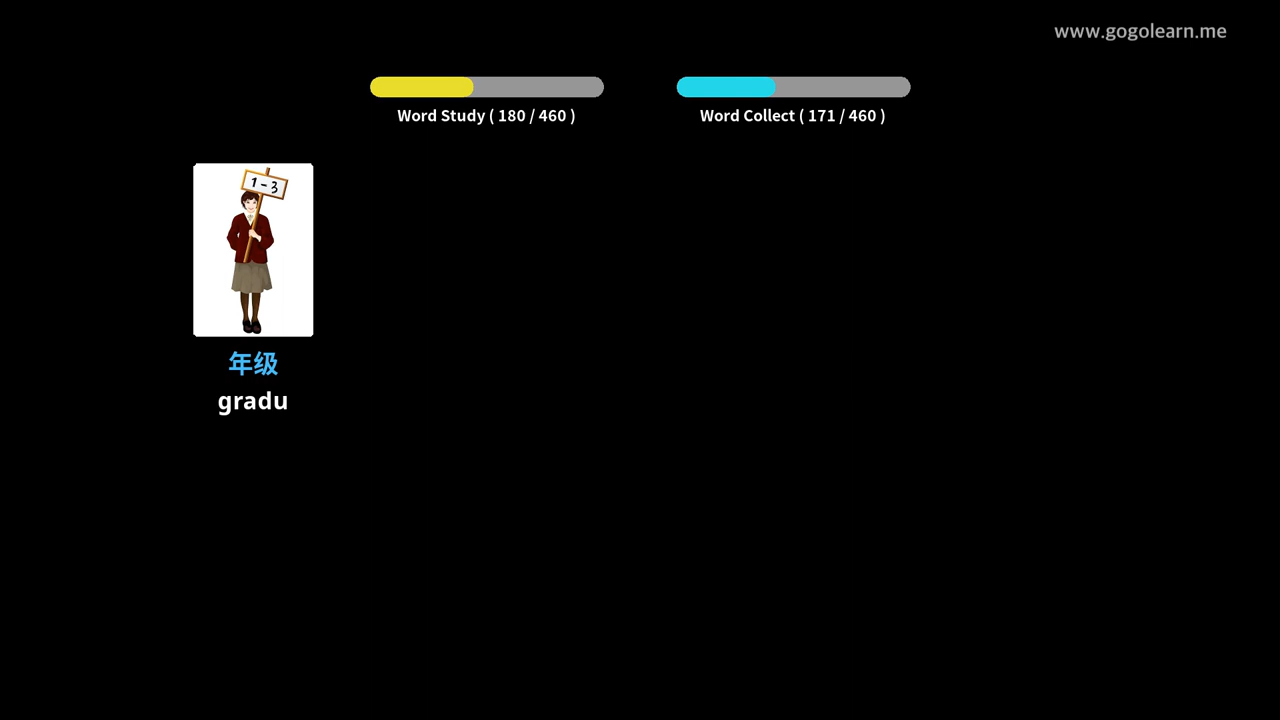 www.gogolearn.me
Word Study ( 180 / 460 )
Word Collect ( 171 / 460 )
1 - 3
年级
gradu